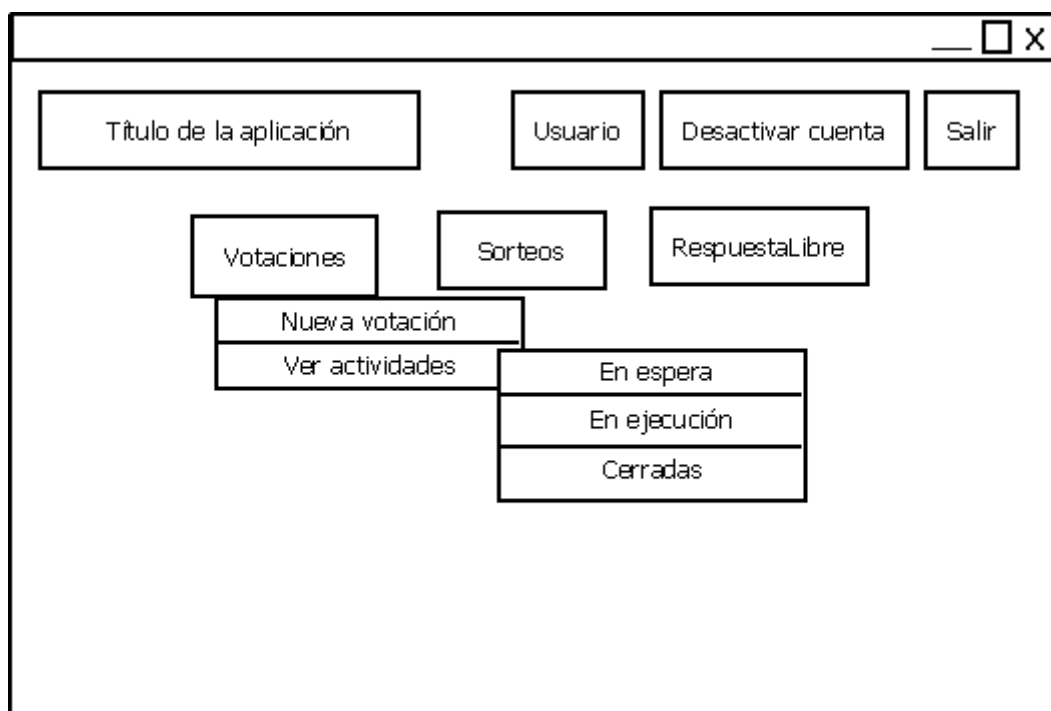 Título de la aplicación
Usuario
Desactivar cuenta
Salir
Votaciones
Sorteos
RespuestaLibre
Nueva votación
Ver actividades
En espera
En ejecución
Cerradas